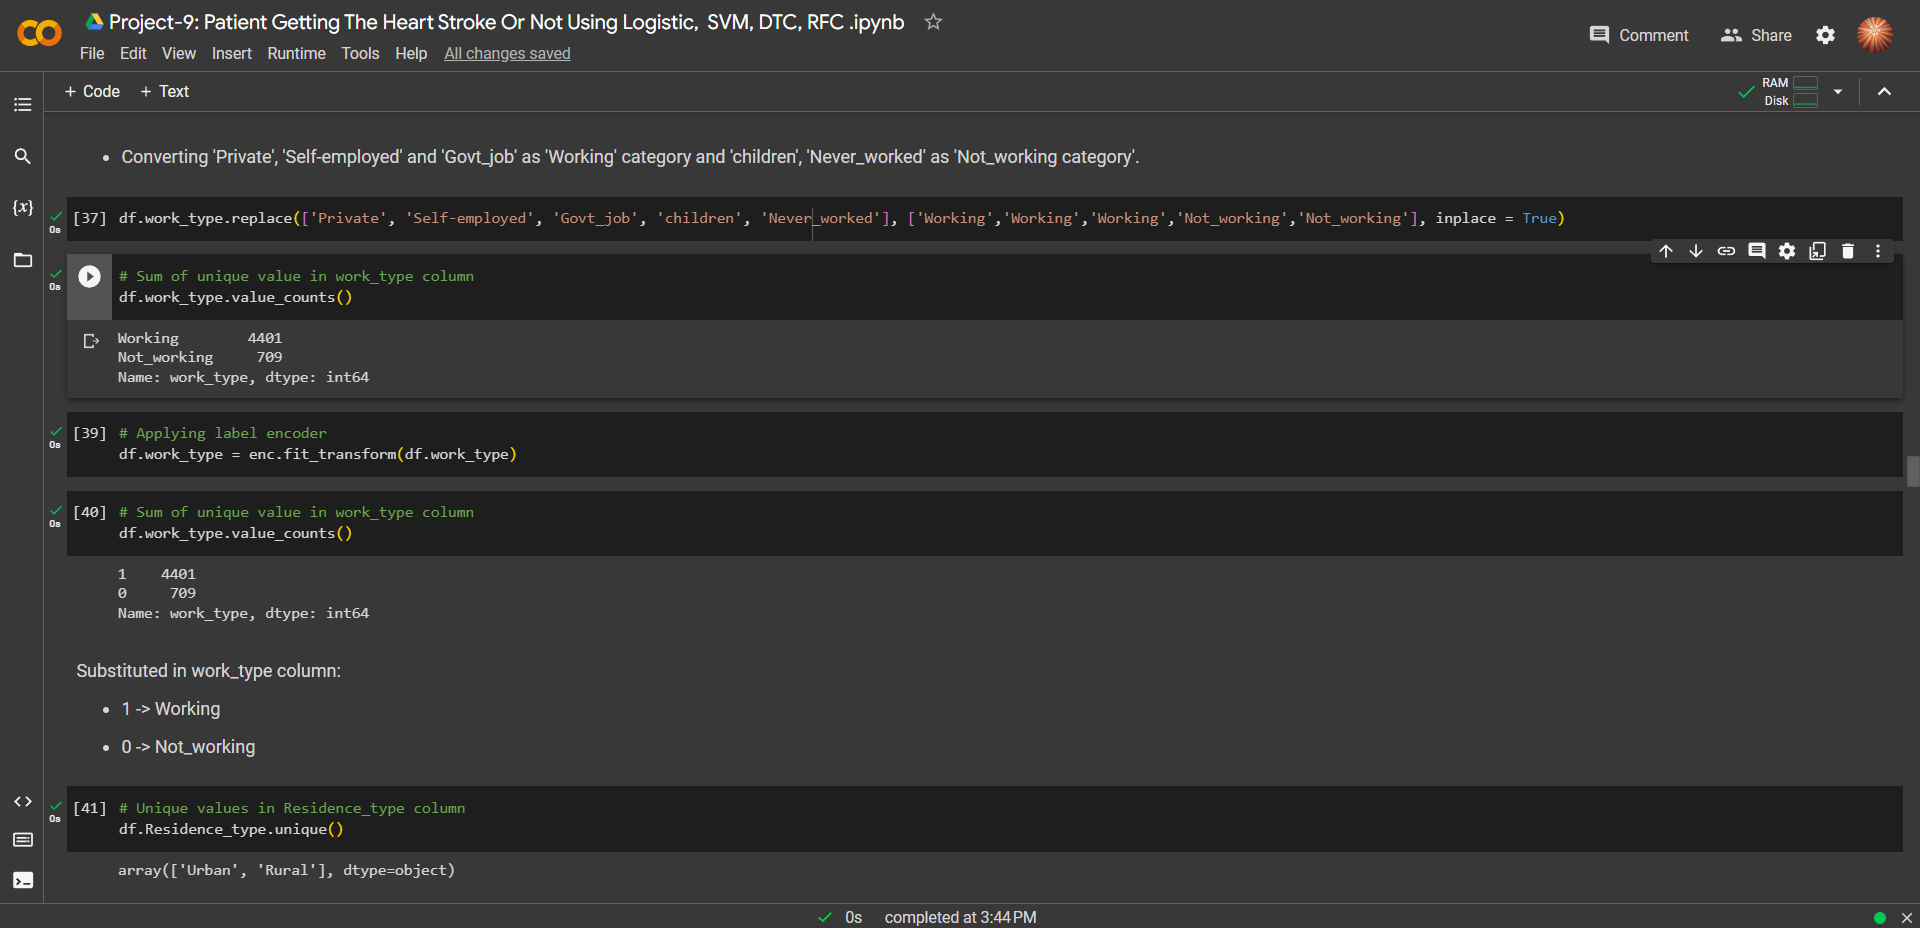 Project-9: Patient Getting The Heart Stroke Or Not Using Logistic, SVM, DTC, RFC .ipynb
File Edit View Insert Runtime Tools Help All changes saved
Comment Share
+ Code + Text
RAM
Disk
Converting 'Private', 'Self-employed' and 'Govt_job' as 'Working' category and 'children', 'Never_worked' as 'Not_working category'.
{x}
0s
[37] df.work_type.replace(['Private', 'Self-employed', 'Govt_job', 'children', 'Never_worked'], ['Working','Working','Working','Not_working','Not_working'], inplace = True)
0s
# Sum of unique value in work_type column
df.work_type.value_counts()
Working 4401
Not_working 709
Name: work_type, dtype: int64
0s
[39] # Applying label encoder
df.work_type = enc.fit_transform(df.work_type)
0s
[40] # Sum of unique value in work_type column
df.work_type.value_counts()
1 4401
0 709
Name: work_type, dtype: int64
Substituted in work_type column:
1 -> Working
0 -> Not_working
0s
[41] # Unique values in Residence_type column
df.Residence_type.unique()
array(['Urban', 'Rural'], dtype=object)
0s completed at 3:44 PM